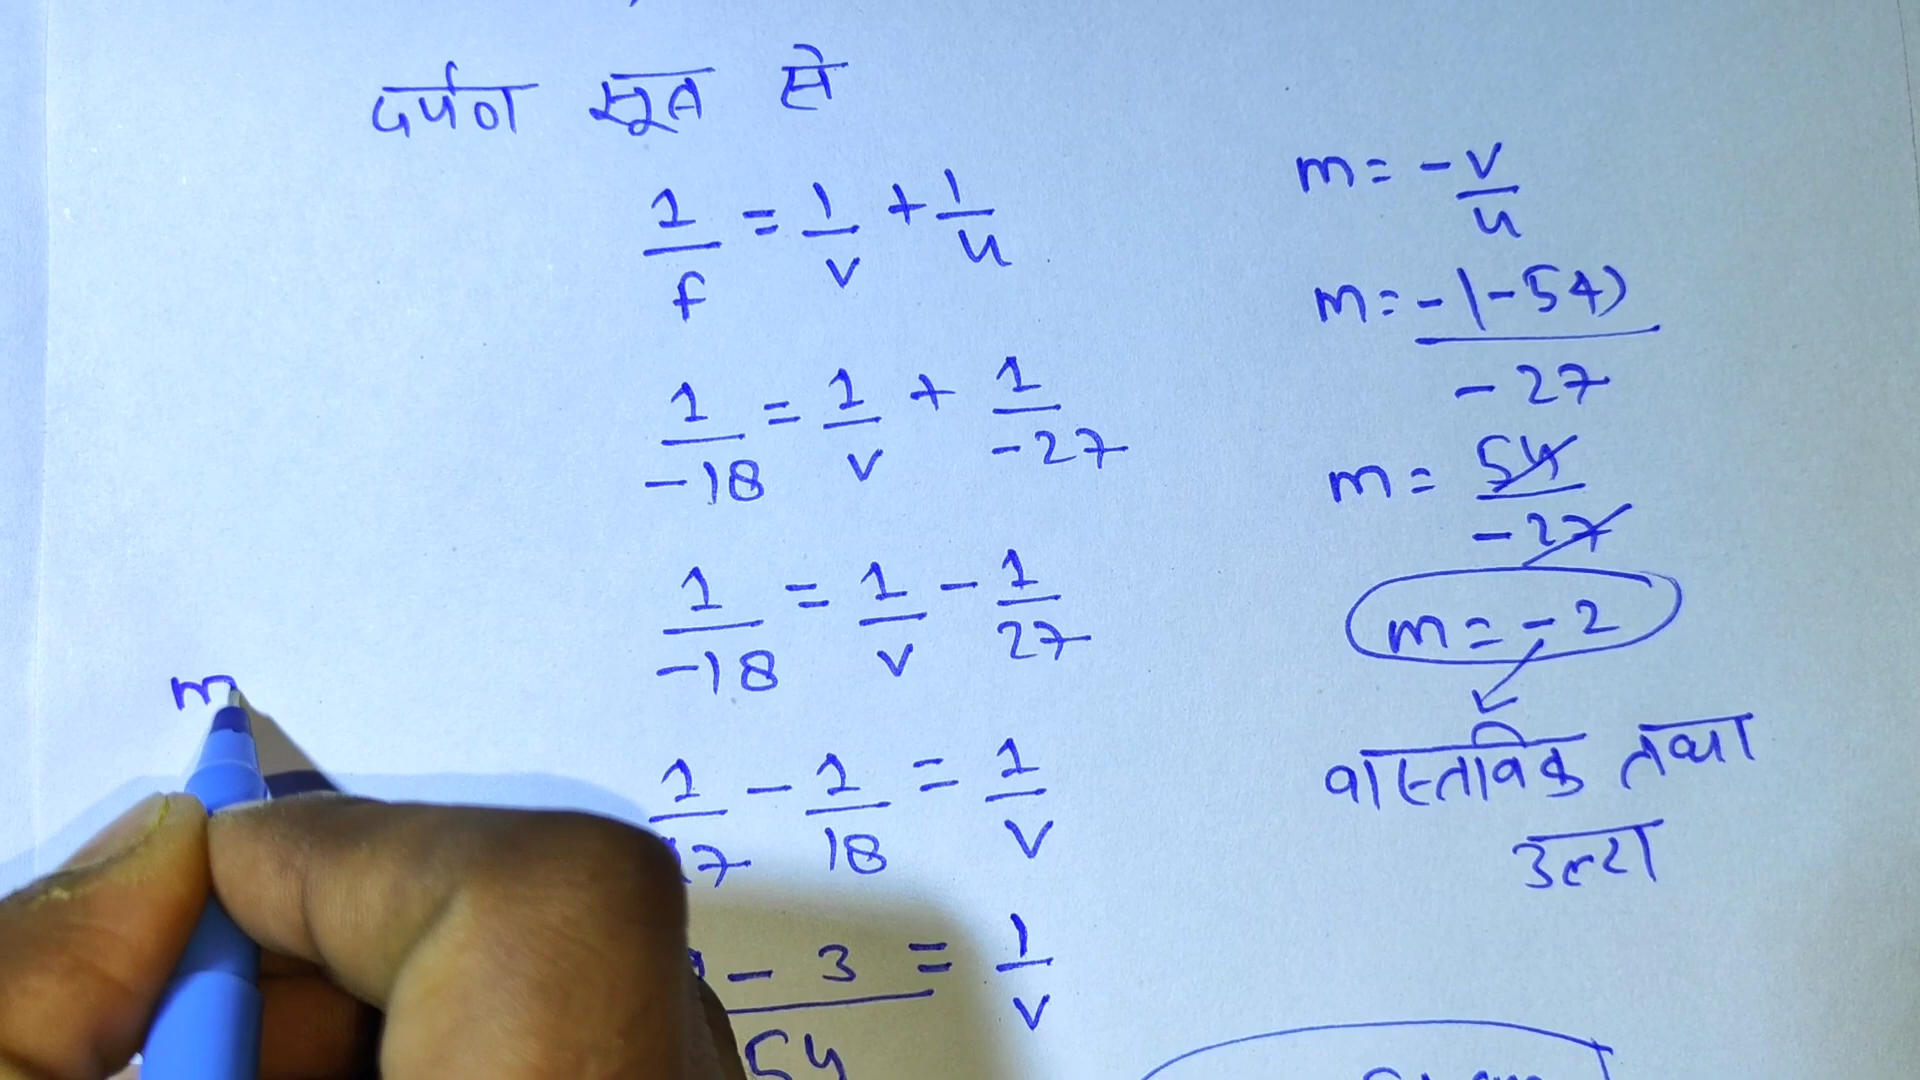 दर्पण सूत्र से
1/f = 1/v + 1/u
1/-18 = 1/v + 1/-27
1/-18 = 1/v - 1/27
1/27 - 1/18 = 1/v
- 3/54 = 1/v
m = -v/u
m = -(-54)/-27
m = 54/-27
m = -2
वास्तविक तथा
उल्टा
m